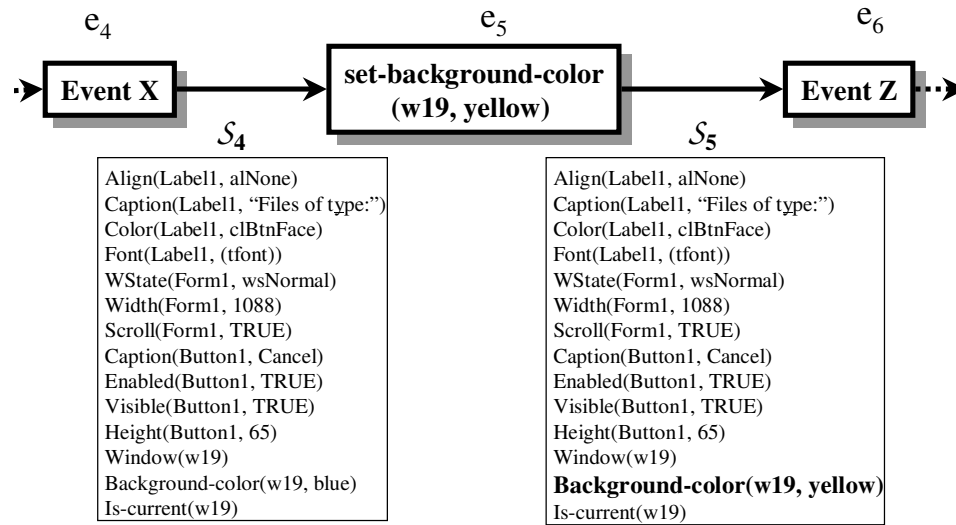 e4
e5
e6
Event X
set-background-color
(w19, yellow)
Event Z
S4
S5
Align(Label1, alNone)
Caption(Label1, “Files of type:”)
Color(Label1, clBtnFace)
Font(Label1, (tfont))
WState(Form1, wsNormal)
Width(Form1, 1088)
Scroll(Form1, TRUE)
Caption(Button1, Cancel)
Enabled(Button1, TRUE)
Visible(Button1, TRUE)
Height(Button1, 65)
Window(w19)
Background-color(w19, blue)
Is-current(w19)
Align(Label1, alNone)
Caption(Label1, “Files of type:”)
Color(Label1, clBtnFace)
Font(Label1, (tfont))
WState(Form1, wsNormal)
Width(Form1, 1088)
Scroll(Form1, TRUE)
Caption(Button1, Cancel)
Enabled(Button1, TRUE)
Visible(Button1, TRUE)
Height(Button1, 65)
Window(w19)
Background-color(w19, yellow)
Is-current(w19)